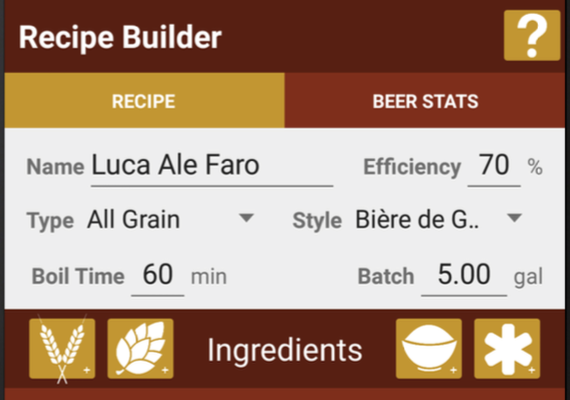 Recipe Builder ?
RECIPE BEER STATS
Name Luca Ale Faro Efficiency 70 %
Type All Grain Style Bière de G..
Boil Time 60 min Batch 5.00 gal
+ + Ingredients + +